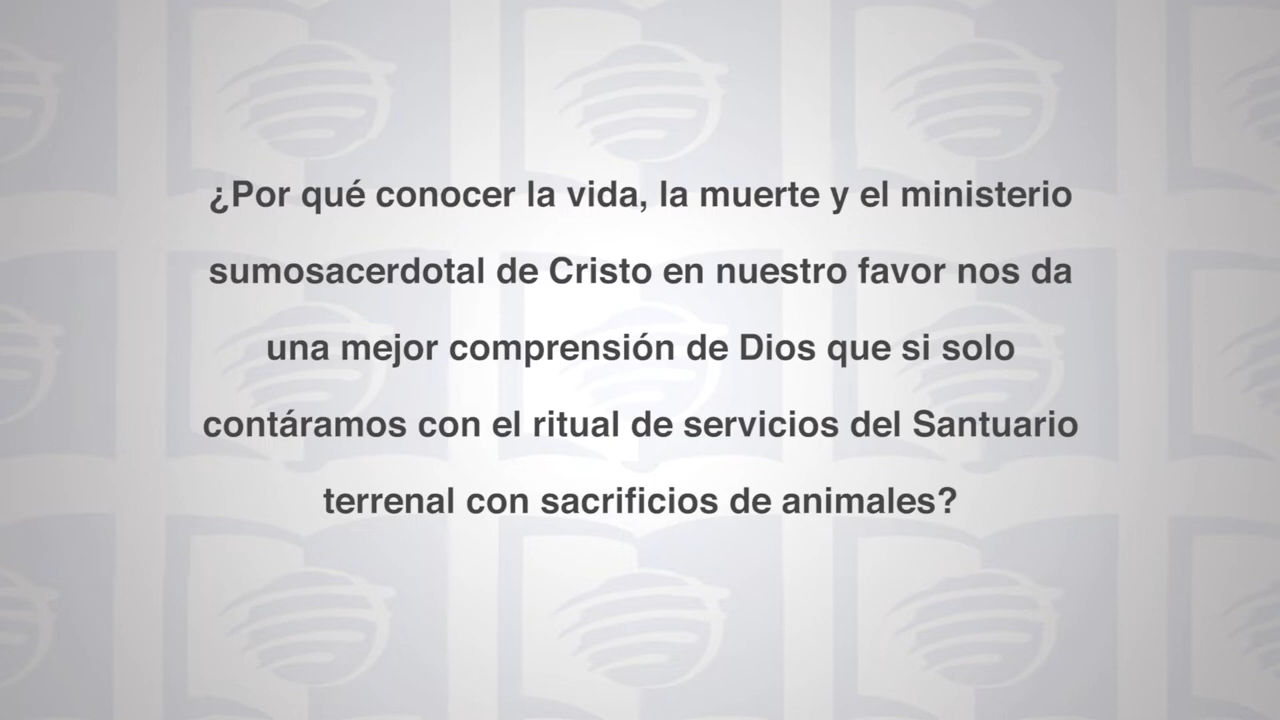 ¿Por qué conocer la vida, la muerte y el ministerio
sumosacerdotal de Cristo en nuestro favor nos da
una mejor comprensión de Dios que si solo
contáramos con el ritual de servicios del Santuario
terrenal con sacrificios de animales?